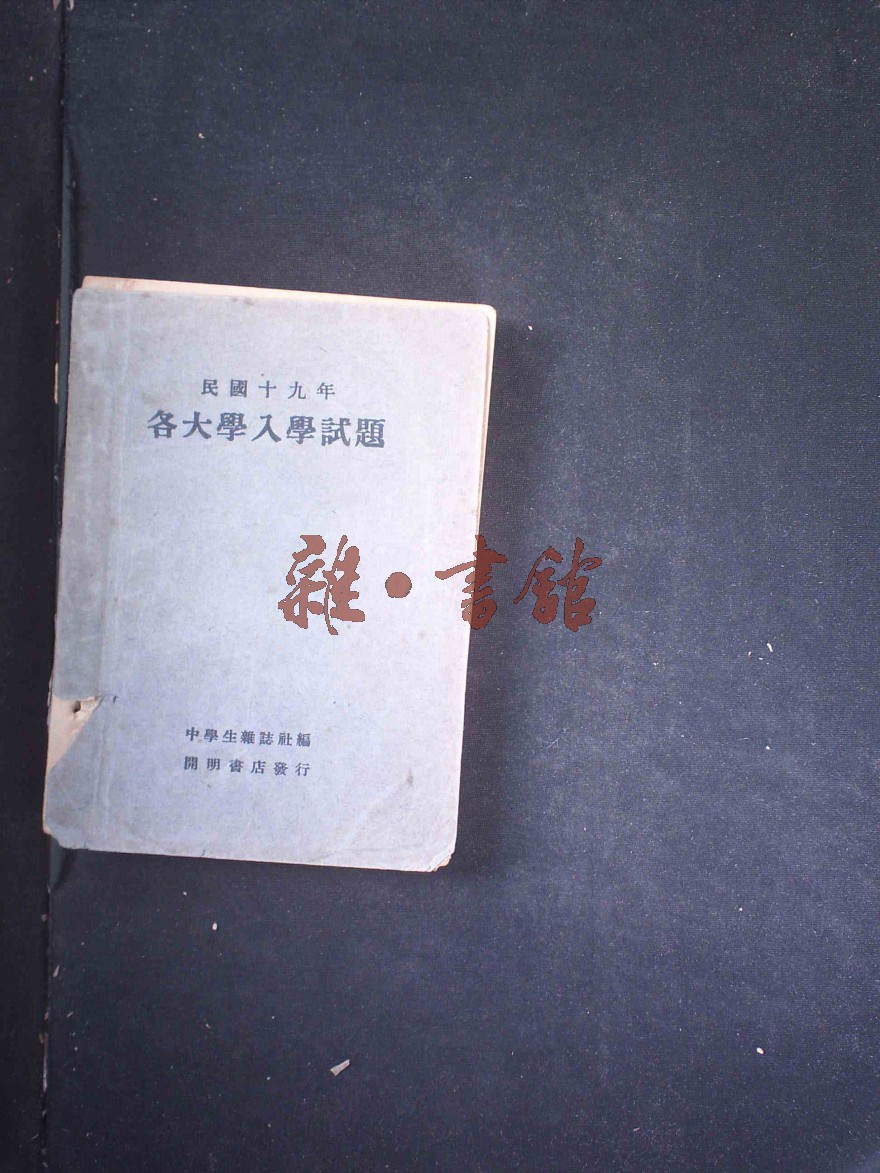 民國十九年
各大學入學試題
雜·書館
中學生雜誌社編
開明書店發行